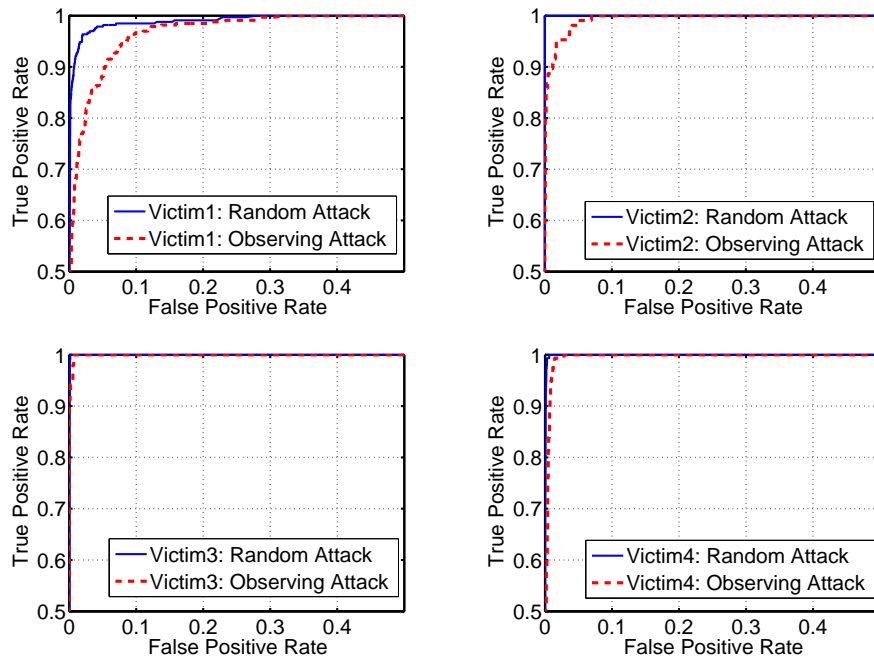 1
0.9
0.8
0.7
0.6
0.5
True Positive Rate
Victim1: Random Attack
Victim1: Observing Attack
0 0.1 0.2 0.3 0.4
False Positive Rate
1
0.9
0.8
0.7
0.6
0.5
True Positive Rate
Victim2: Random Attack
Victim2: Observing Attack
0 0.1 0.2 0.3 0.4
False Positive Rate
1
0.9
0.8
0.7
0.6
0.5
True Positive Rate
Victim3: Random Attack
Victim3: Observing Attack
0 0.1 0.2 0.3 0.4
False Positive Rate
1
0.9
0.8
0.7
0.6
0.5
True Positive Rate
Victim4: Random Attack
Victim4: Observing Attack
0 0.1 0.2 0.3 0.4
False Positive Rate